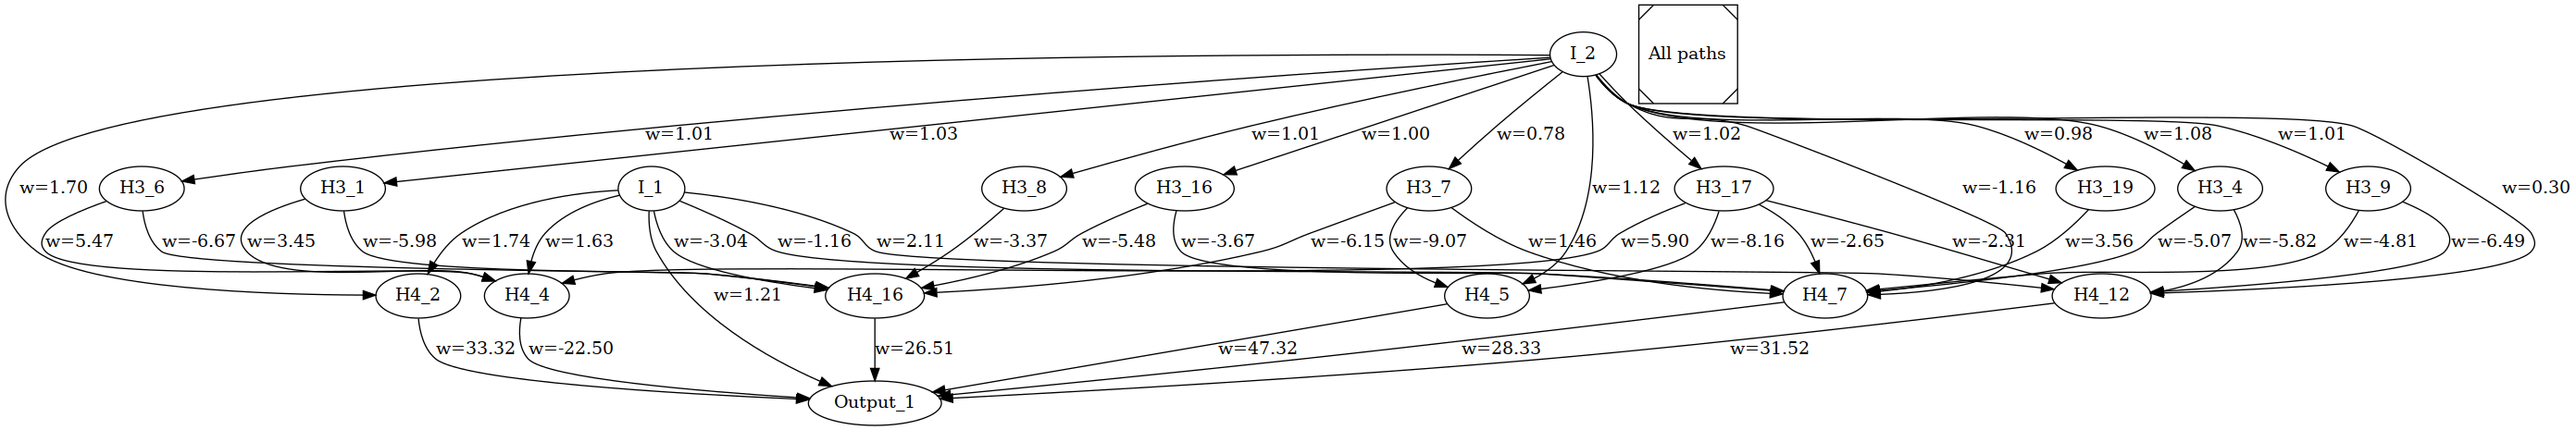 I_2
All paths
w=1.01
w=1.03
w=1.01
w=1.00
w=0.78
w=1.02
w=0.98
w=1.08
w=1.01
w=1.70
H3_6
H3_1
I_1
H3_8
H3_16
H3_7
w=1.12
H3_17
w=-1.16
H3_19
H3_4
H3_9
w=0.30
w=5.47
w=-6.67
w=3.45
w=-5.98
w=1.74
w=1.63
w=-3.04
w=-1.16
w=2.11
w=-3.37
w=-5.48
w=-3.67
w=-6.15
w=-9.07
w=1.46
w=5.90
w=-8.16
w=-2.65
w=-2.31
w=3.56
w=-5.07
w=-5.82
w=-4.81
w=-6.49
H4_2
H4_4
w=1.21
H4_16
H4_5
H4_7
H4_12
w=33.32
w=-22.50
w=26.51
w=47.32
w=28.33
w=31.52
Output_1